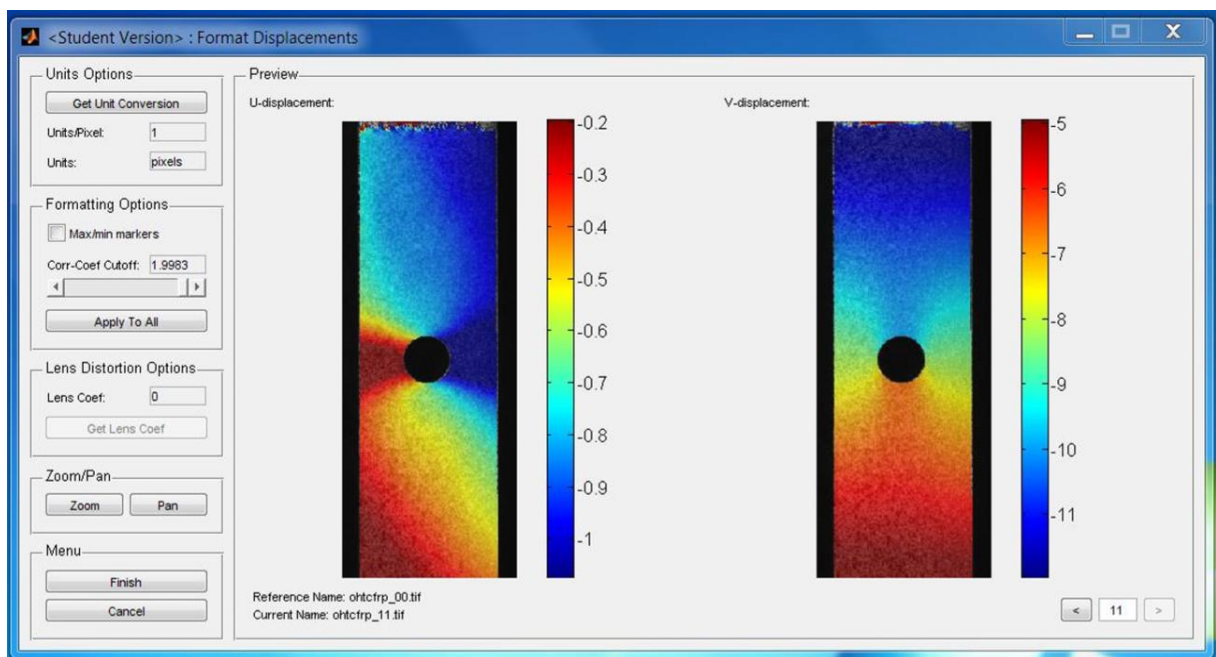 <Student Version> : Format Displacements
Units Options
Get Unit Conversion
Units/Pixel: 1
Units: pixels
Formatting Options
Max/min markers
Corr-Coef Cutoff: 1.9983
Apply To All
Lens Distortion Options
Lens Coef: 0
Get Lens Coef
Zoom/Pan
Zoom Pan
Menu
Finish
Cancel
Preview
U-displacement:
-0.2
-0.3
-0.4
-0.5
-0.6
-0.7
-0.8
-0.9
-1
V-displacement:
-5
-6
-7
-8
-9
-10
-11
Reference Name: ohtcfrp_00.tif
Current Name: ohtcfrp_11.tif
< 11 >